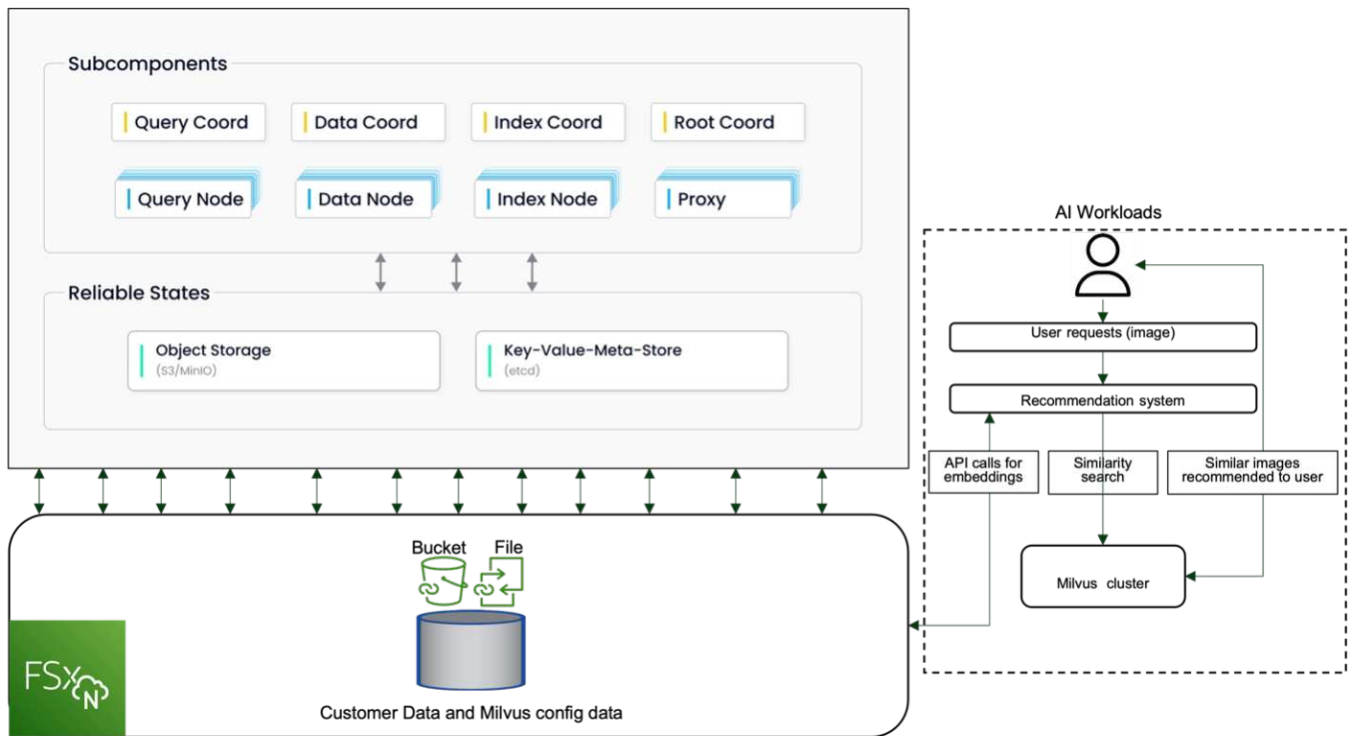 Subcomponents
Query Coord
Data Coord
Index Coord
Root Coord
Query Node
Data Node
Index Node
Proxy
Reliable States
Object Storage
(S3/MinIO)
Key-Value-Meta-Store
(etcd)
Bucket
File
FSx
N
Customer Data and Milvus config data
AI Workloads
User requests (image)
Recommendation system
API calls for
embeddings
Similarity
search
Similar images
recommended to user
Milvus cluster